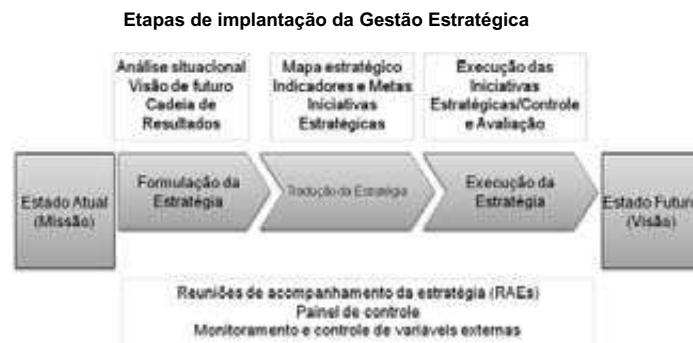 Etapas de implantação da Gestão Estratégica
Análise situacional
Visão de futuro
Cadeia de
Resultados
Mapa estratégico
Indicadores e Metas
Iniciativas
Estratégicas
Execução das
Iniciativas
Estratégicas/Controle
e Avaliação
Estado Atual
(Missão)
Formulação da
Estratégia
Tradução da Estratégia
Execução da
Estratégia
Estado Futuro
(Visão)
Reuniões de acompanhamento da estratégia (RAEs)
Painel de controle
Monitoramento e controle de variáveis externas